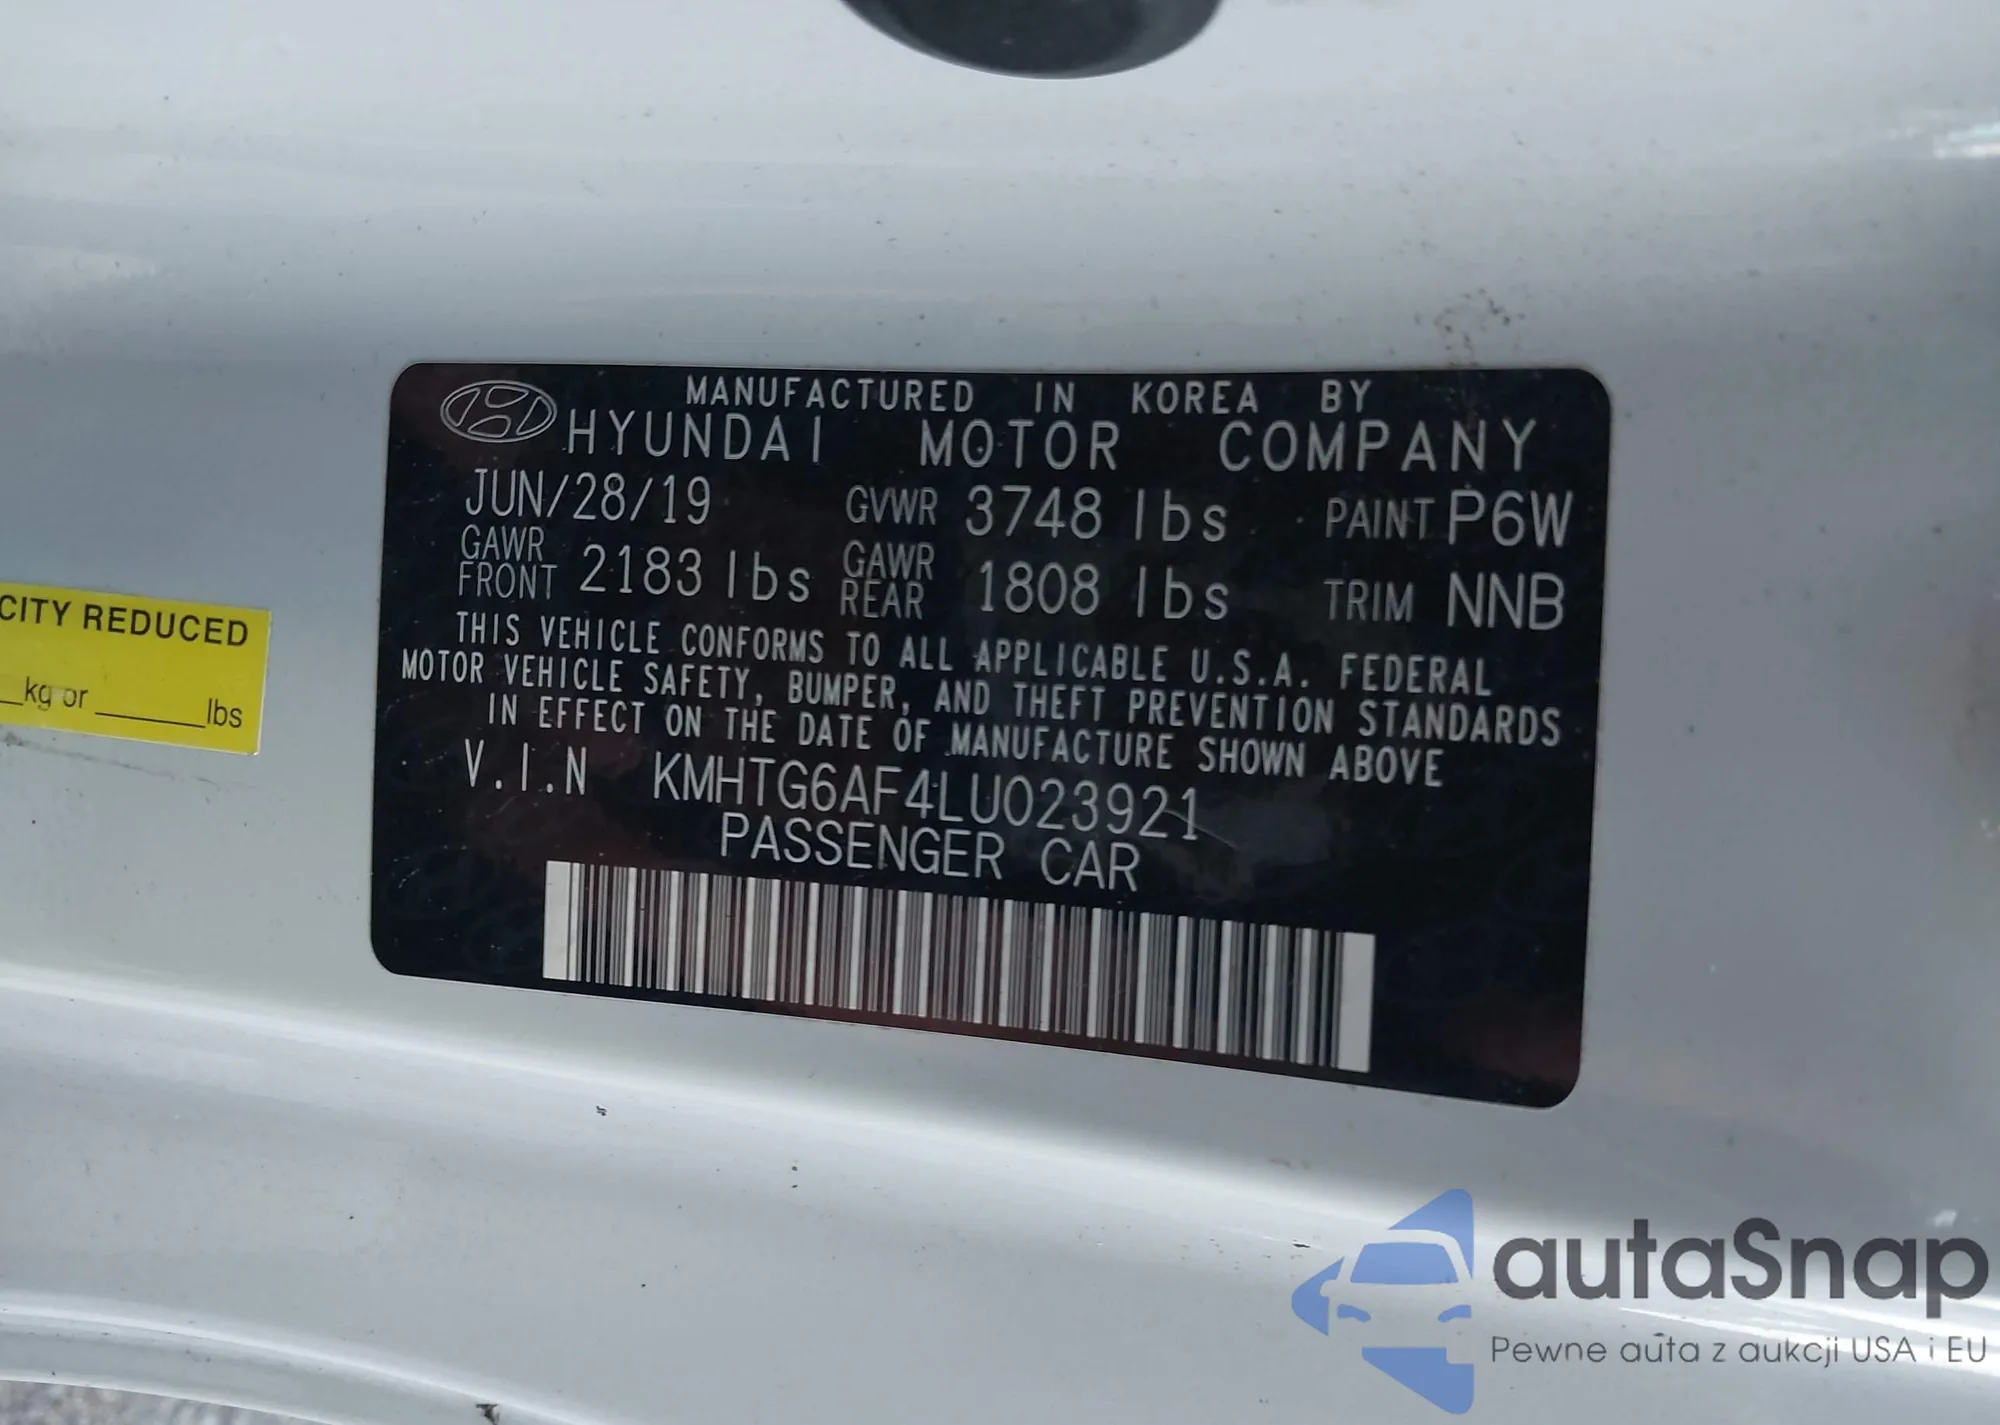 MANUFACTURED IN KOREA BY
HYUNDAI MOTOR COMPANY
JUN/28/19 GVWR 3748 lbs PAINT P6W
GAWR FRONT 2183 lbs GAWR REAR 1808 lbs TRIM NNB
THIS VEHICLE CONFORMS TO ALL APPLICABLE U.S.A. FEDERAL
MOTOR VEHICLE SAFETY, BUMPER, AND THEFT PREVENTION STANDARDS
IN EFFECT ON THE DATE OF MANUFACTURE SHOWN ABOVE
V.I.N KMHTG6AF4LU023921
PASSENGER CAR
CITY REDUCED
kg or ______lbs
autaSnap
Pewne auta z aukcji USA i EU